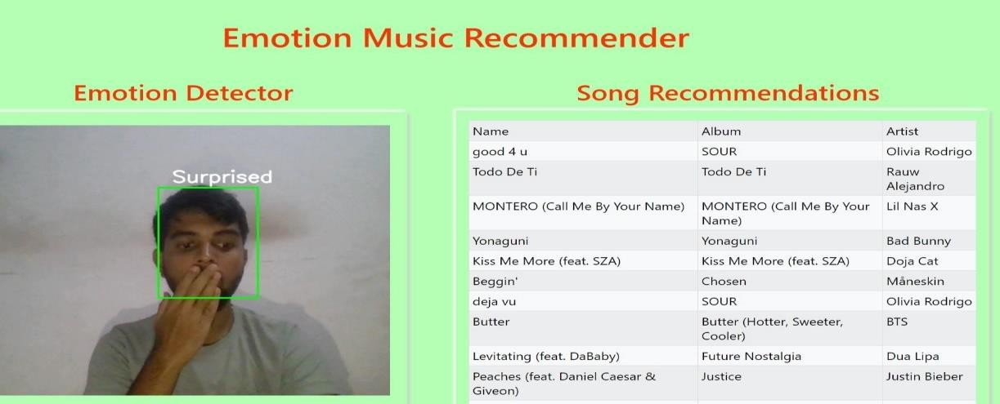 Emotion Music Recommender
Emotion Detector
Surprised
Song Recommendations
Name Album Artist
good 4 u SOUR Olivia Rodrigo
Todo De Ti Todo De Ti Rauw
Alejandro
MONTERO (Call Me By Your Name) MONTERO (Call Me By Your Lil Nas X
Name)
Yonaguni Yonaguni Bad Bunny
Kiss Me More (feat. SZA) Kiss Me More (feat. SZA) Doja Cat
Beggin' Chosen Måneskin
deja vu SOUR Olivia Rodrigo
Butter Butter (Hotter, Sweeter, BTS
Cooler)
Levitating (feat. DaBaby) Future Nostalgia Dua Lipa
Peaches (feat. Daniel Caesar & Justice Justin Bieber
Giveon)